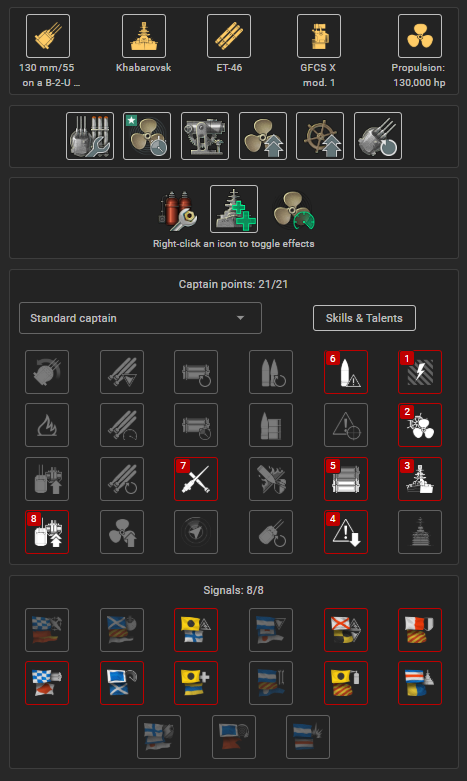 130 mm/55
on a B-2-U ...
Khabarovsk
ET-46
GFCS X
mod. 1
Propulsion:
130,000 hp
Right-click an icon to toggle effects
Captain points: 21/21
Standard captain
Skills & Talents
6
1
2
7
5
3
8
4
Signals: 8/8